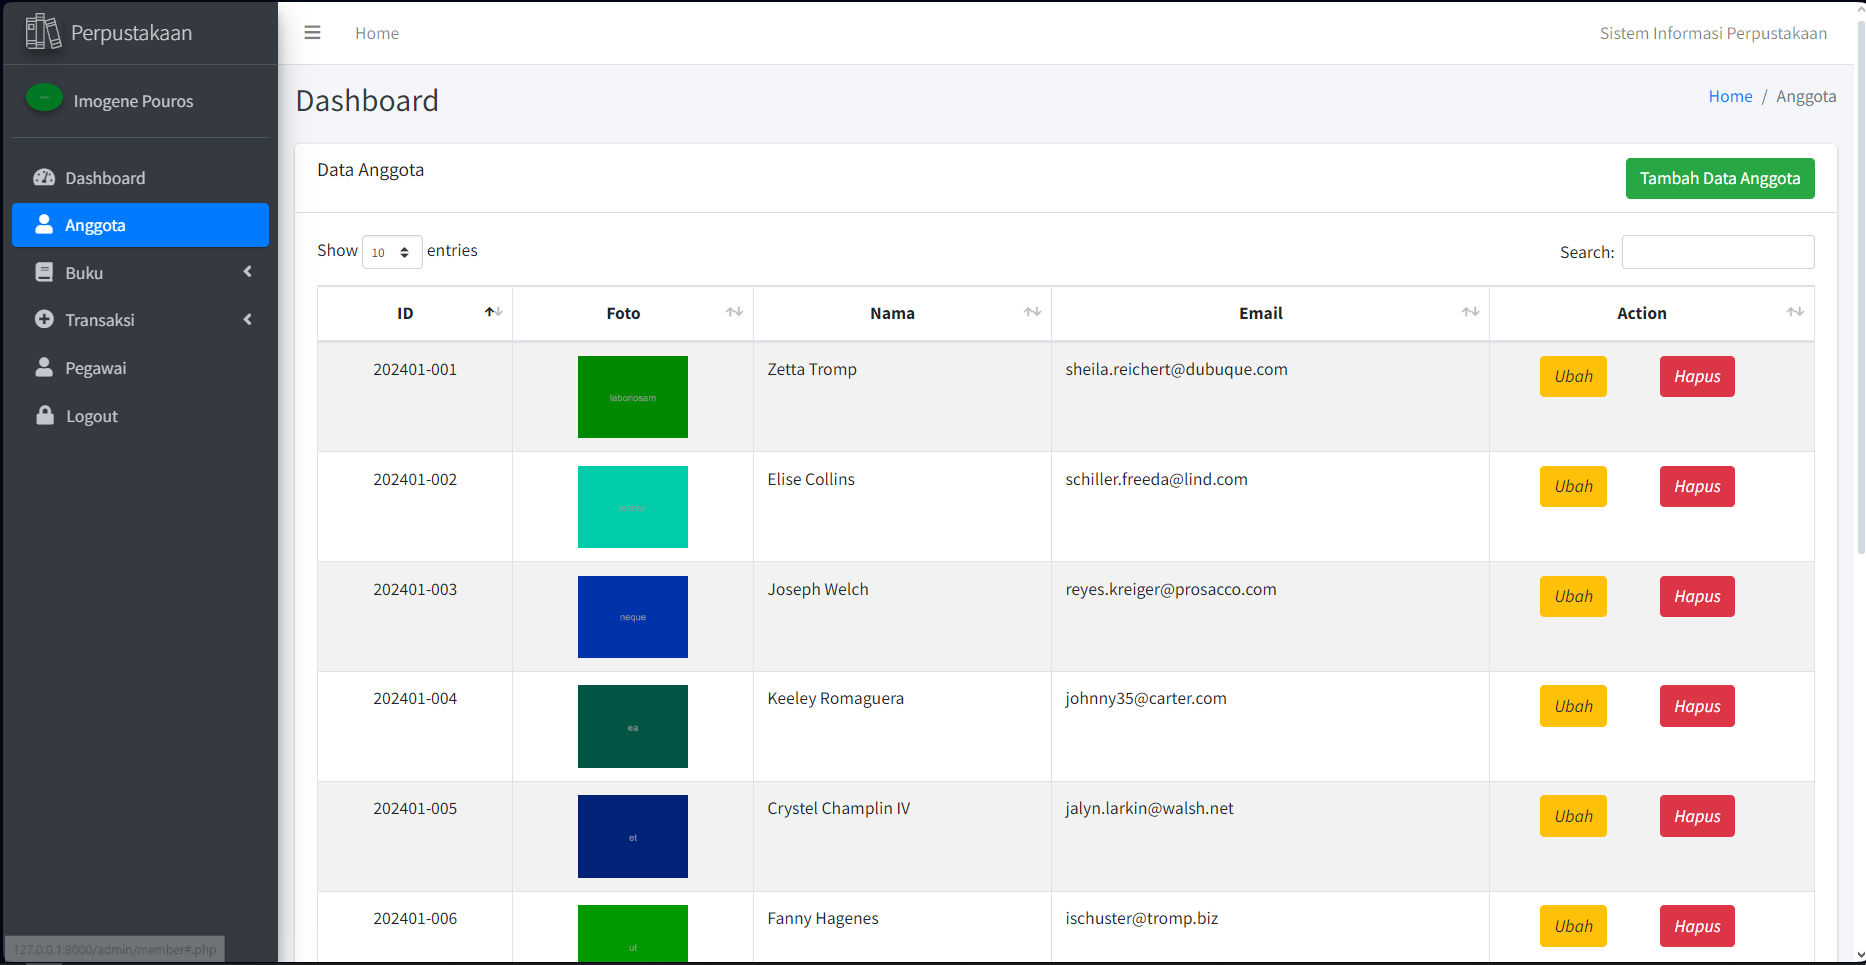 Perpustakaan
Home
Sistem Informasi Perpustakaan
Imogene Pouros
Dashboard
Anggota
Buku
Transaksi
Pegawai
Logout
Dashboard
Home / Anggota
Data Anggota
Tambah Data Anggota
Show 10 entries
Search:
ID Foto Nama Email Action
202401-001 laboriosam Zetta Tromp sheila.reichert@dubuque.com Ubah Hapus
202401-002 Elise Collins schiller.freeda@lind.com Ubah Hapus
202401-003 neque Joseph Welch reyes.kreiger@prosacco.com Ubah Hapus
202401-004 ea Keeley Romaguera johnny35@carter.com Ubah Hapus
202401-005 et Crystel Champlin IV jalyn.larkin@walsh.net Ubah Hapus
202401-006 ut Fanny Hagenes ischuster@tromp.biz Ubah Hapus
127.0.0.1:8000/admin/member#.php